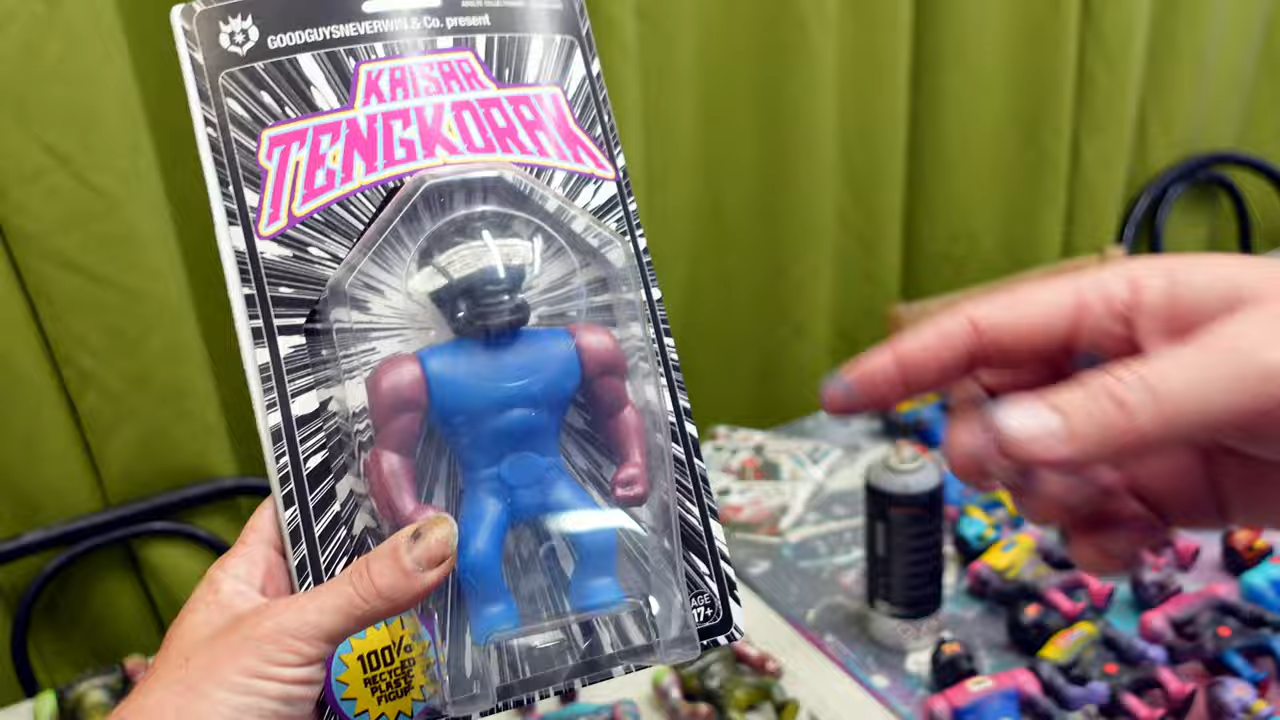 GOODGUYSNEVERWIN & Co. present
KAISAR
TENGKORAK
100%
RECYCLED
PLASTIC
FIGURE
AGE
17+